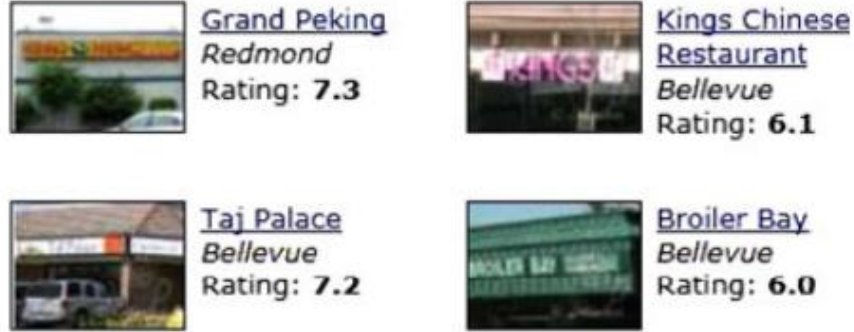 Grand Peking
Redmond
Rating: 7.3
Kings Chinese
Restaurant
Bellevue
Rating: 6.1
KINGS
Taj Palace
Bellevue
Rating: 7.2
Broiler Bay
Bellevue
Rating: 6.0
BROILER BAY